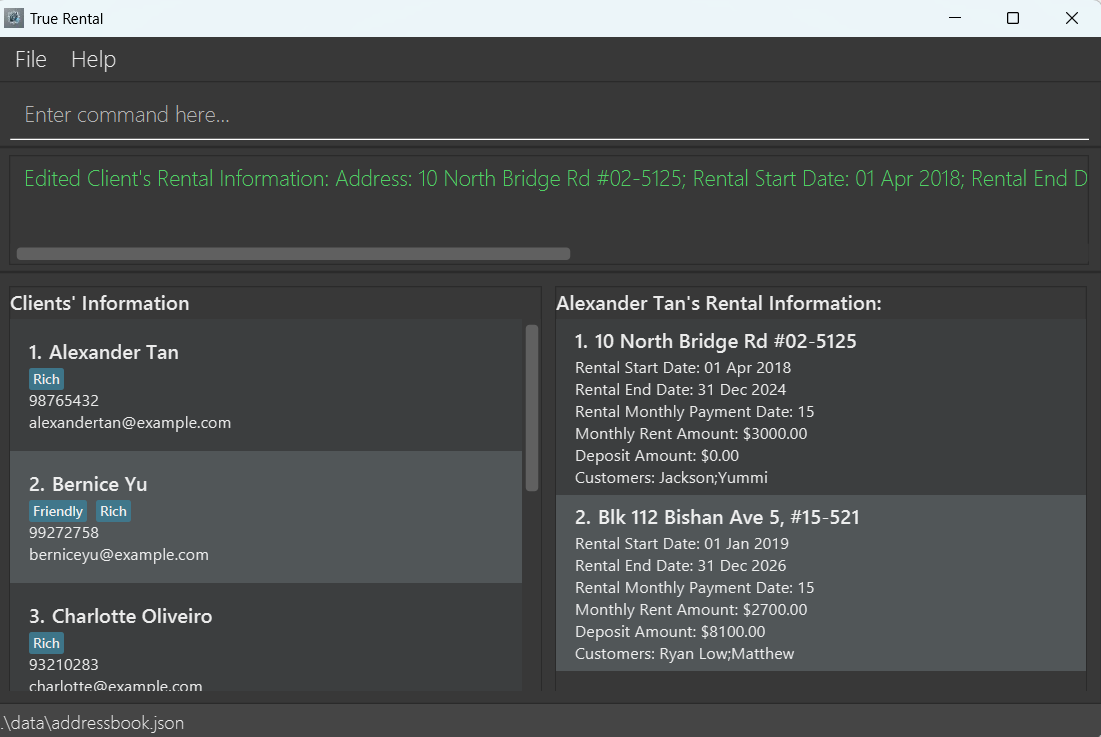 True Rental
File Help
Enter command here...
Edited Client's Rental Information: Address: 10 North Bridge Rd #02-5125; Rental Start Date: 01 Apr 2018; Rental End D
Clients' Information
1. Alexander Tan
Rich
98765432
alexandertan@example.com
2. Bernice Yu
Friendly Rich
99272758
berniceyu@example.com
3. Charlotte Oliveiro
Rich
93210283
charlotte@example.com
Alexander Tan's Rental Information:
1. 10 North Bridge Rd #02-5125
Rental Start Date: 01 Apr 2018
Rental End Date: 31 Dec 2024
Rental Monthly Payment Date: 15
Monthly Rent Amount: $3000.00
Deposit Amount: $0.00
Customers: Jackson;Yummi
2. Blk 112 Bishan Ave 5, #15-521
Rental Start Date: 01 Jan 2019
Rental End Date: 31 Dec 2026
Rental Monthly Payment Date: 15
Monthly Rent Amount: $2700.00
Deposit Amount: $8100.00
Customers: Ryan Low;Matthew
.\data\addressbook.json